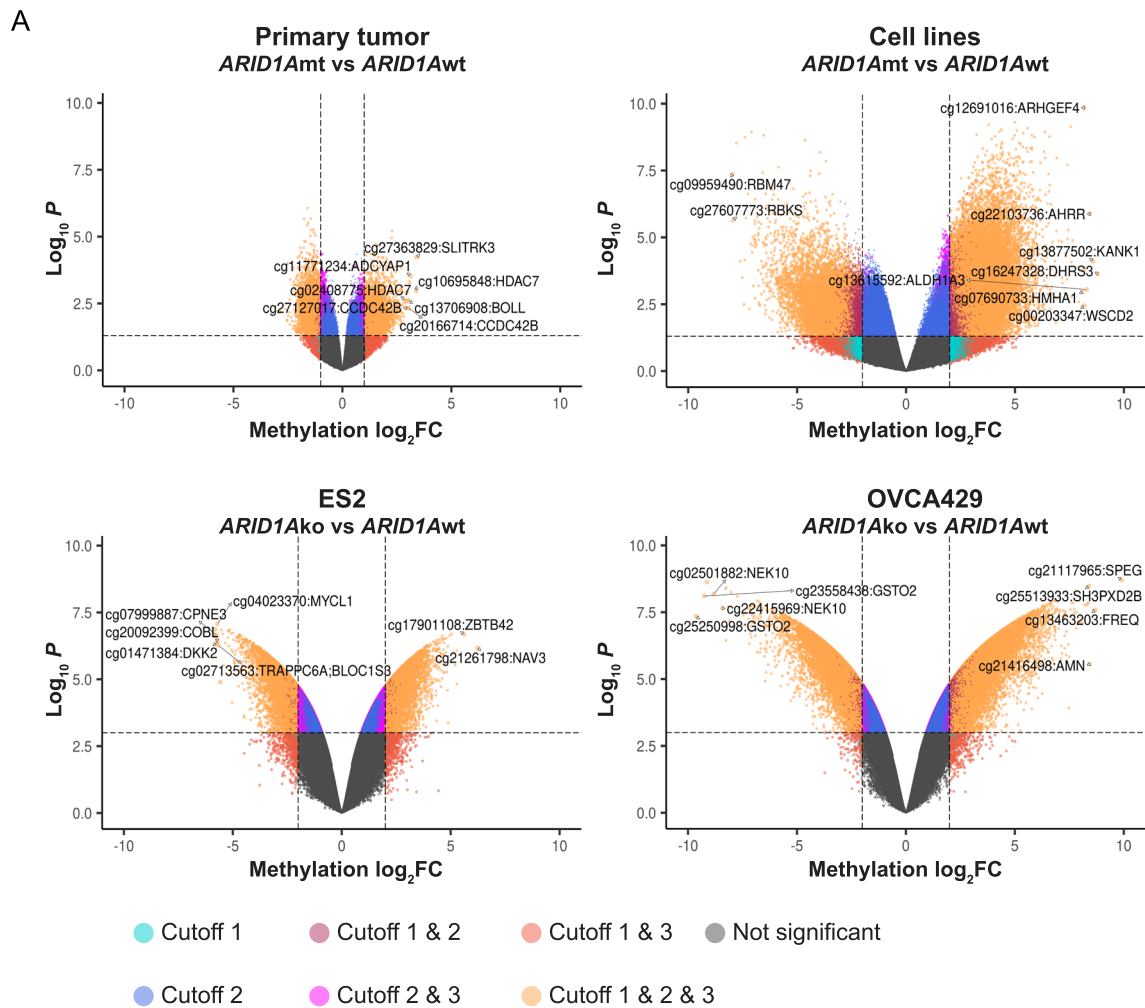 A
Primary tumor
ARID1Amt vs ARID1Awt
10.0
7.5
5.0
2.5
0.0
Log10 P
cg27363829:SLITRK3
cg11771234:ADCYAP1
cg10695848:HDAC7
cg02408775:HDAC7
cg27127017:CCDC42B
cg13706908:BOLL
cg20166714:CCDC42B
-10
-5
0
5
10
Methylation log2FC
Cell lines
ARID1Amt vs ARID1Awt
10.0
7.5
5.0
2.5
0.0
Log10 P
cg12691016:ARHGEF4
cg09959490:RBM47
cg27607773:RBKS
cg22103736:AHRR
cg13877502:KANK1
cg16247328:DHRS3
cg13615592:ALDH1A3
cg07690733:HMHA1
cg00203347:WSCD2
-10
-5
0
5
10
Methylation log2FC
ES2
ARID1Ako vs ARID1Awt
10.0
7.5
5.0
2.5
0.0
Log10 P
cg04023370:MYCL1
cg07999887:CPNE3
cg20092399:COBL
cg01471384:DKK2
cg02713563:TRAPPC6A;BLOC1S3
cg17901108:ZBTB42
cg21261798:NAV3
-10
-5
0
5
10
Methylation log2FC
OVCA429
ARID1Ako vs ARID1Awt
10.0
7.5
5.0
2.5
0.0
Log10 P
cg02501882:NEK10
cg23558438:GSTO2
cg22415969:NEK10
cg25250998:GSTO2
cg21117965:SPEG
cg25513933:SH3PXD2B
cg13463203:FREQ
cg21416498:AMN
-10
-5
0
5
10
Methylation log2FC
Cutoff 1
Cutoff 1 & 2
Cutoff 1 & 3
Not significant
Cutoff 2
Cutoff 2 & 3
Cutoff 1 & 2 & 3